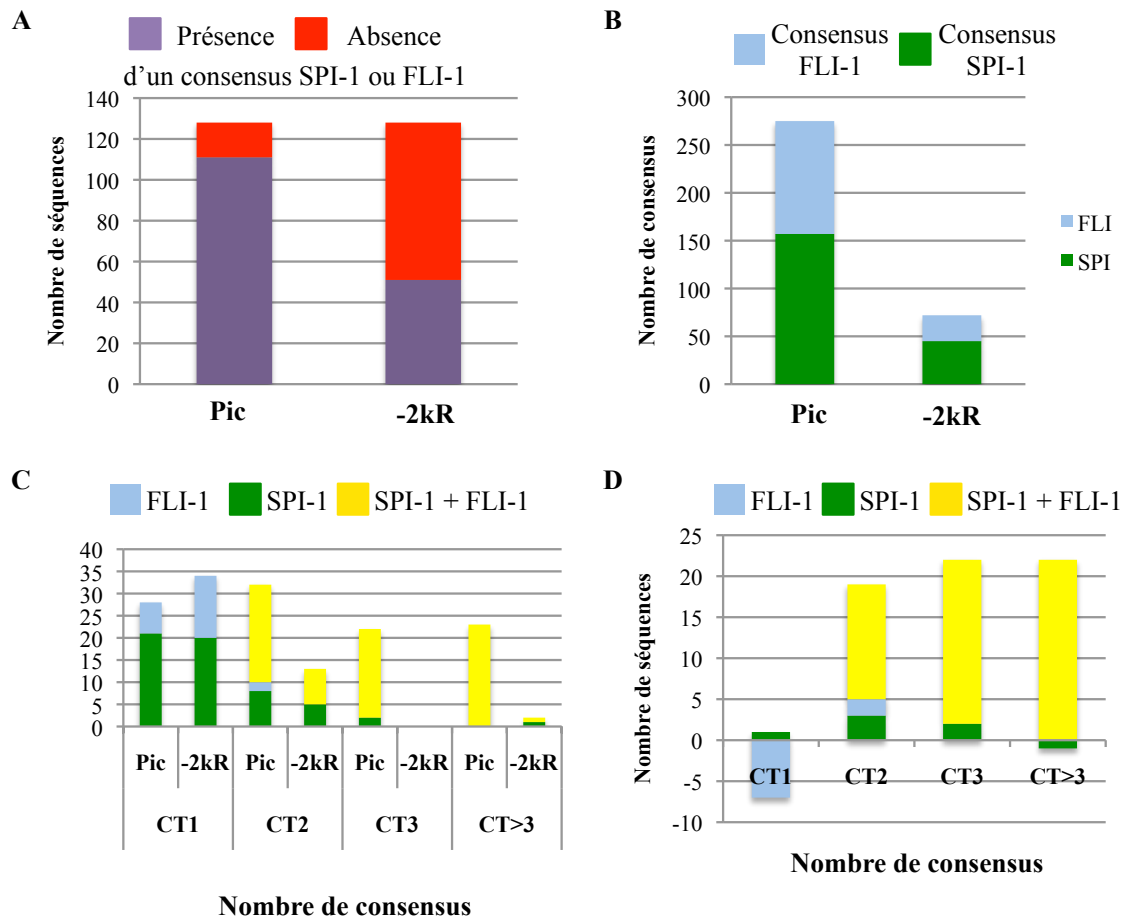 A
Présence Absence
d'un consensus SPI-1 ou FLI-1
Nombre de séquences
140
120
100
80
60
40
20
0
Pic -2kR
B
Consensus FLI-1
Consensus SPI-1
Nombre de consensus
300
250
200
150
100
50
0
Pic -2kR
FLI
SPI
C
FLI-1 SPI-1 SPI-1 + FLI-1
40
35
30
25
20
15
10
5
0
Pic -2kR Pic -2kR Pic -2kR Pic -2kR
CT1 CT2 CT3 CT>3
Nombre de consensus
D
FLI-1 SPI-1 SPI-1 + FLI-1
Nombre de séquences
25
20
15
10
5
0
-5
-10
CT1 CT2 CT3 CT>3
Nombre de consensus